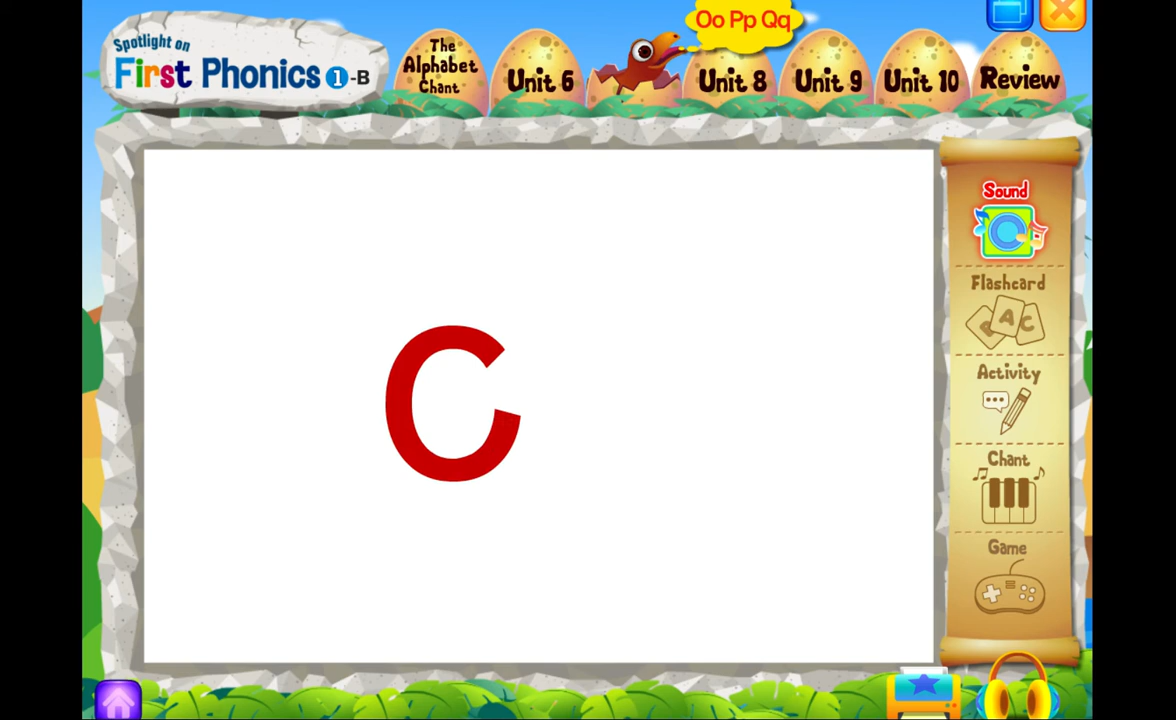 Spotlight on
First Phonics 1-B
The
Alphabet
Chant
Unit 6
Oo Pp Qq
Unit 8
Unit 9
Unit 10
Review
C
Sound
Flashcard
A C
Activity
Chant
Game